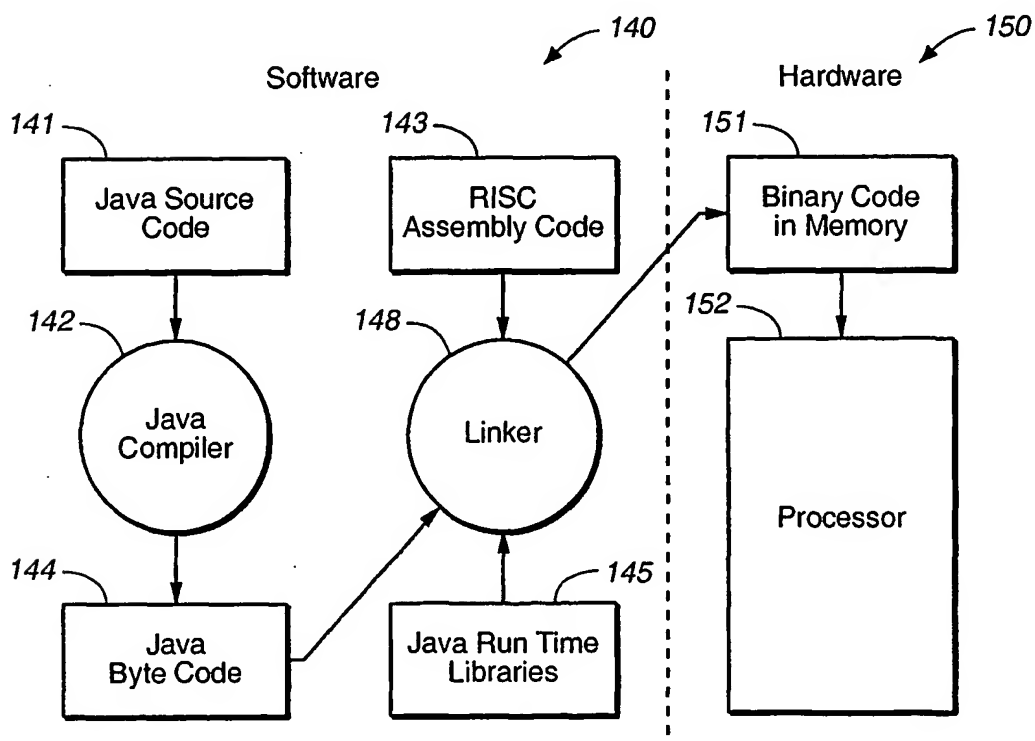 140
150
Software
Hardware
141
143
151
Java Source
Code
RISC
Assembly Code
Binary Code
in Memory
142
148
152
Java
Compiler
Linker
Processor
144
145
Java
Byte Code
Java Run Time
Libraries